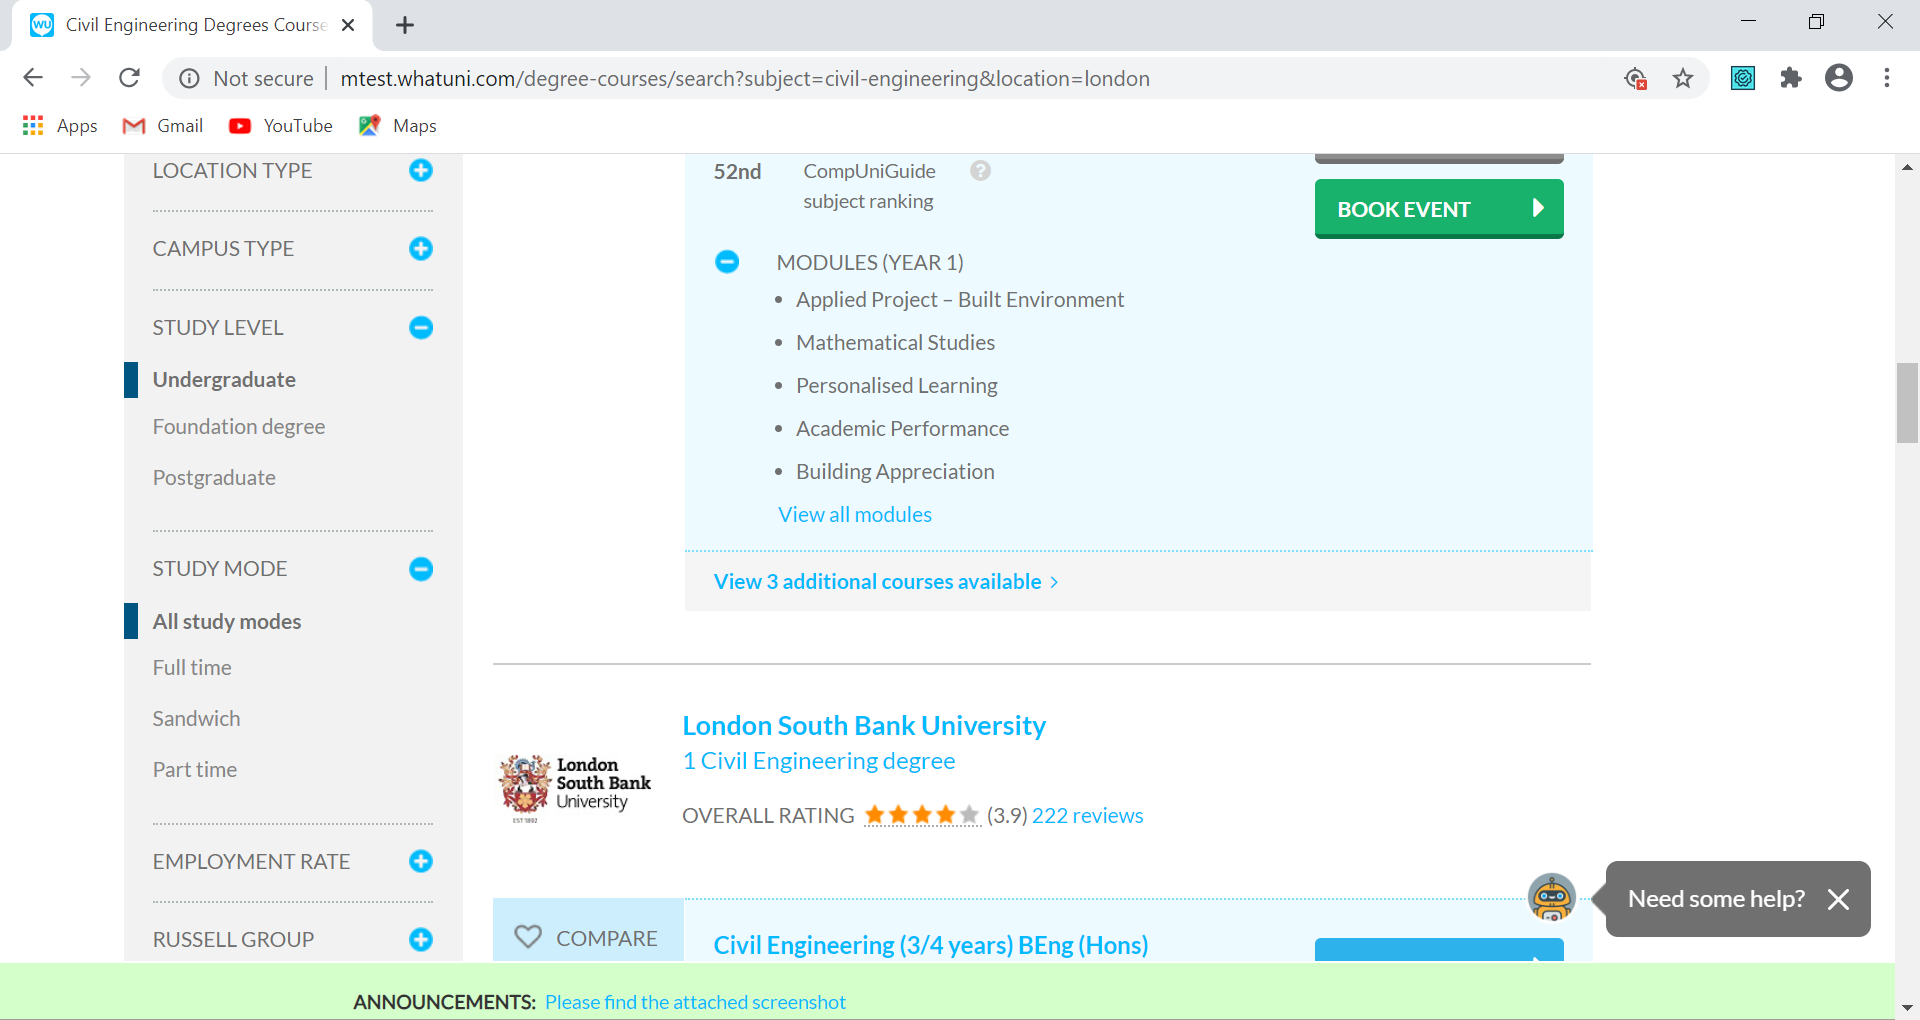 Civil Engineering Degrees Course
Not secure
mtest.whatuni.com/degree-courses/search?subject=civil-engineering&location=london
Apps
Gmail
YouTube
Maps
LOCATION TYPE
CAMPUS TYPE
STUDY LEVEL
Undergraduate
Foundation degree
Postgraduate
STUDY MODE
All study modes
Full time
Sandwich
Part time
EMPLOYMENT RATE
RUSSELL GROUP
52nd
CompUniGuide
subject ranking
?
BOOK EVENT
MODULES (YEAR 1)
• Applied Project – Built Environment
• Mathematical Studies
• Personalised Learning
• Academic Performance
• Building Appreciation
View all modules
View 3 additional courses available >
London
South Bank
University
EST 1892
London South Bank University
1 Civil Engineering degree
OVERALL RATING (3.9) 222 reviews
COMPARE
Civil Engineering (3/4 years) BEng (Hons)
Need some help?
ANNOUNCEMENTS: Please find the attached screenshot